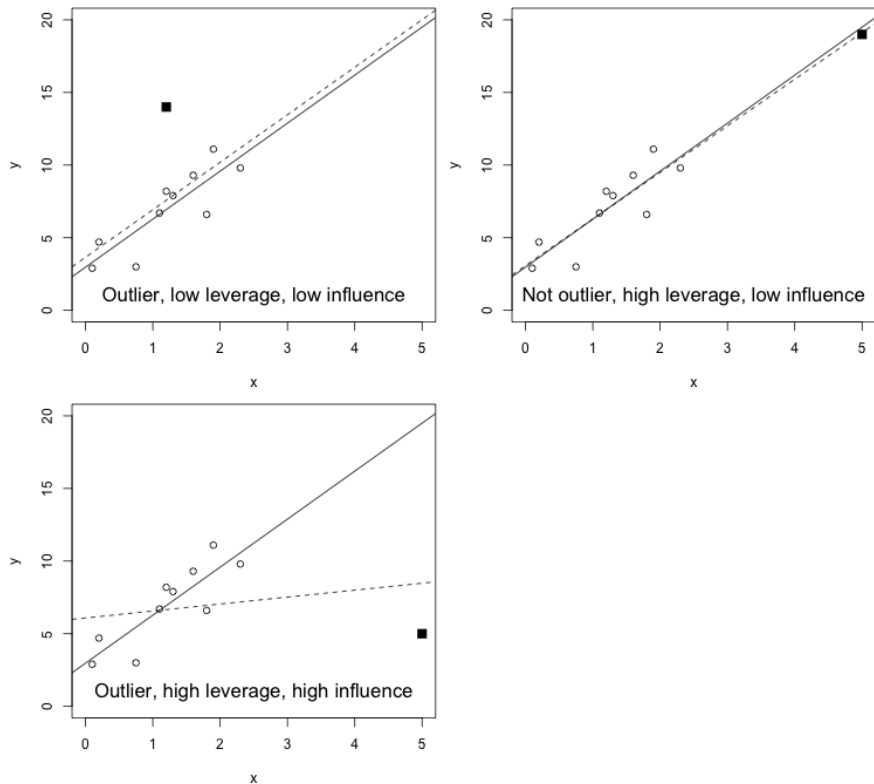 20
15
10
5
0
y
Outlier, low leverage, low influence
0 1 2 3 4 5
x
20
15
10
5
0
y
Not outlier, high leverage, low influence
0 1 2 3 4 5
x
20
15
10
5
0
y
Outlier, high leverage, high influence
0 1 2 3 4 5
x